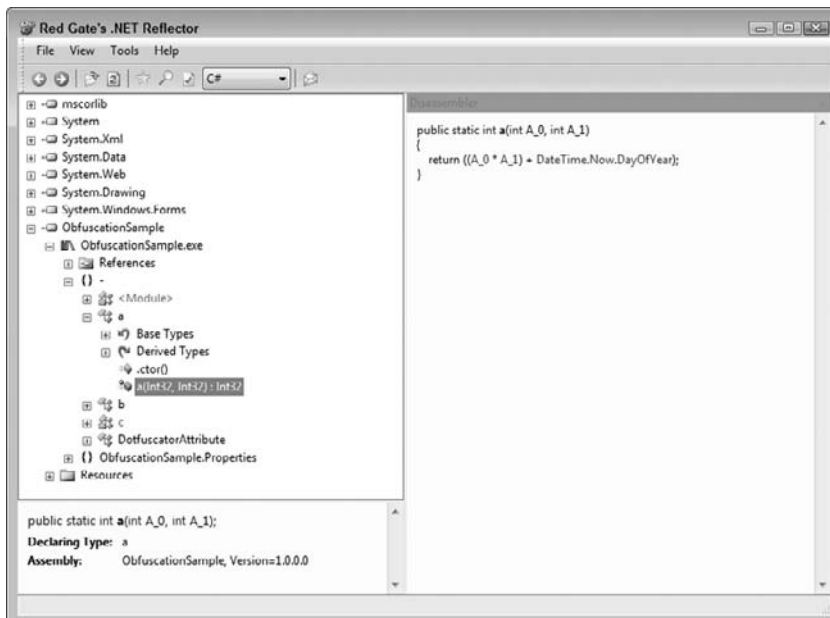 Red Gate's .NET Reflector
File View Tools Help
C#
mscorlib
System
System.Xml
System.Data
System.Web
System.Drawing
System.Windows.Forms
ObfuscationSample
ObfuscationSample.exe
References
{} -
<Module>
a
Base Types
Derived Types
.ctor()
a(Int32, Int32) : Int32
b
c
DotfuscatorAttribute
{} ObfuscationSample.Properties
Resources
public static int a(int A_0, int A_1);
Declaring Type: a
Assembly: ObfuscationSample, Version=1.0.0.0
Disassembler
public static int a(int A_0, int A_1)
{
return ((A_0 * A_1) + DateTime.Now.DayOfYear);
}